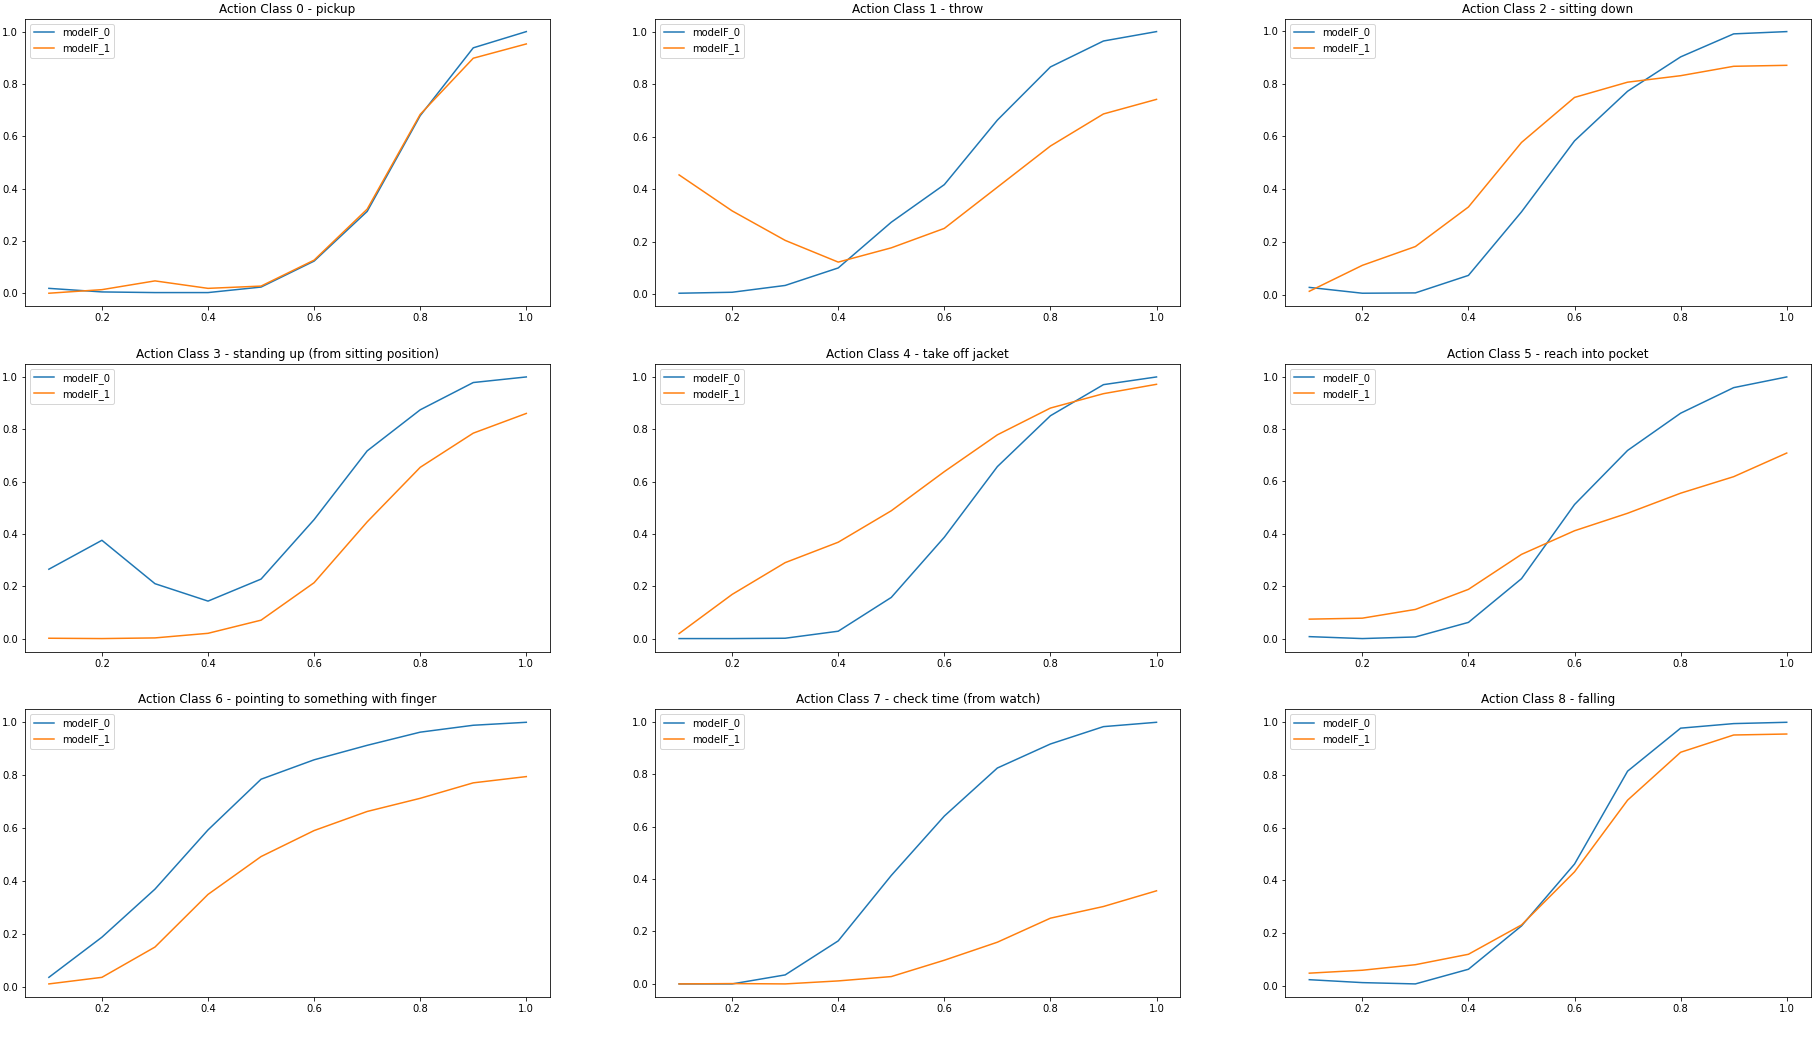 Action Class 0 - pickup
modelF_0
modelF_1
1.0
0.8
0.6
0.4
0.2
0.0
0.2 0.4 0.6 0.8 1.0
Action Class 1 - throw
modelF_0
modelF_1
1.0
0.8
0.6
0.4
0.2
0.0
0.2 0.4 0.6 0.8 1.0
Action Class 2 - sitting down
modelF_0
modelF_1
1.0
0.8
0.6
0.4
0.2
0.0
0.2 0.4 0.6 0.8 1.0
Action Class 3 - standing up (from sitting position)
modelF_0
modelF_1
1.0
0.8
0.6
0.4
0.2
0.0
0.2 0.4 0.6 0.8 1.0
Action Class 4 - take off jacket
modelF_0
modelF_1
1.0
0.8
0.6
0.4
0.2
0.0
0.2 0.4 0.6 0.8 1.0
Action Class 5 - reach into pocket
modelF_0
modelF_1
1.0
0.8
0.6
0.4
0.2
0.0
0.2 0.4 0.6 0.8 1.0
Action Class 6 - pointing to something with finger
modelF_0
modelF_1
1.0
0.8
0.6
0.4
0.2
0.0
0.2 0.4 0.6 0.8 1.0
Action Class 7 - check time (from watch)
modelF_0
modelF_1
1.0
0.8
0.6
0.4
0.2
0.0
0.2 0.4 0.6 0.8 1.0
Action Class 8 - falling
modelF_0
modelF_1
1.0
0.8
0.6
0.4
0.2
0.0
0.2 0.4 0.6 0.8 1.0